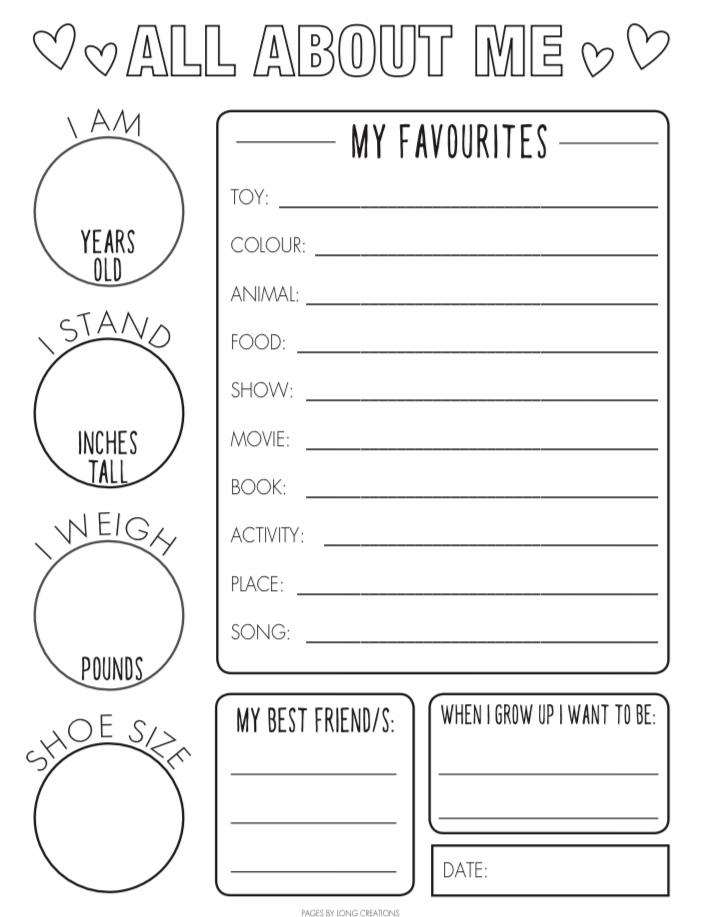 ALL ABOUT ME
I AM
YEARS
OLD
I STAND
INCHES
TALL
I WEIGH
POUNDS
SHOE SIZE
MY FAVOURITES
TOY:
COLOUR:
ANIMAL:
FOOD:
SHOW:
MOVIE:
BOOK:
ACTIVITY:
PLACE:
SONG:
MY BEST FRIEND/S:
WHEN I GROW UP I WANT TO BE:
DATE:
PAGES BY LONG CREATIONS